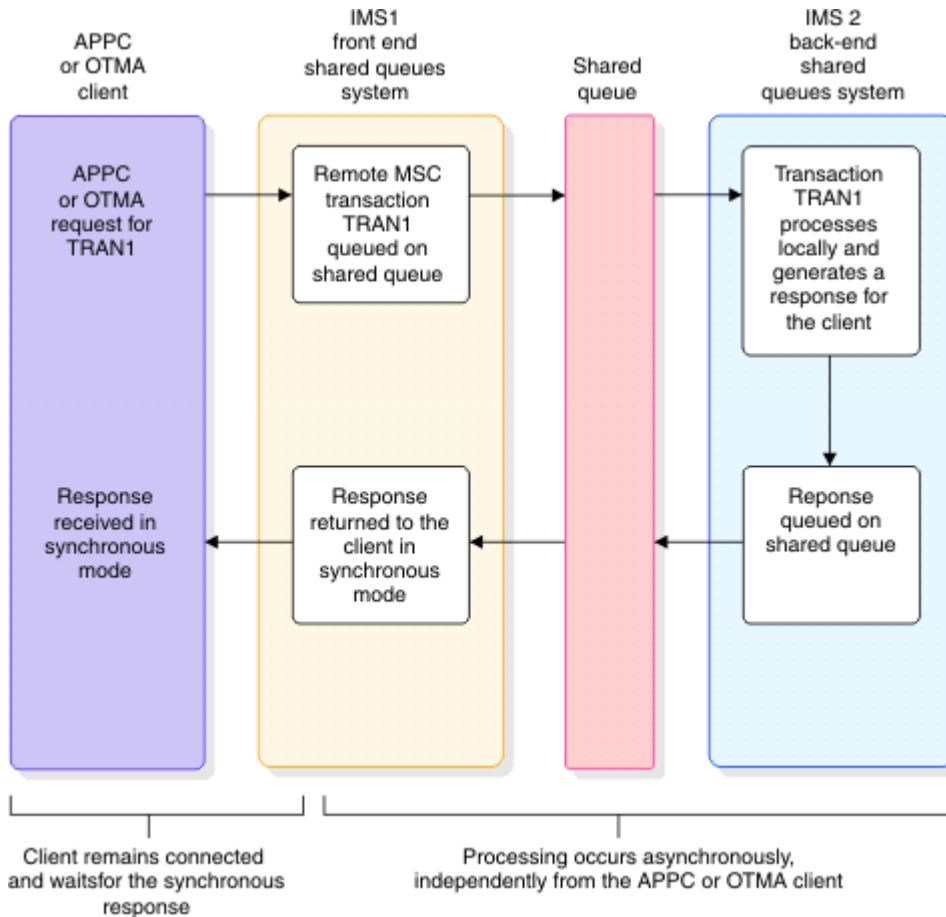 APPC
or OTMA
client
IMS1
front end
shared queues
system
Shared
queue
IMS 2
back-end
shared
queues system
APPC
or OTMA
request for
TRAN1
Remote MSC
transaction
TRAN1
queued on
shared queue
Transaction
TRAN1
processes
locally and
generates a
response for
the client
Response
received in
synchronous
mode
Response
returned to the
client in
synchronous
mode
Reponse
queued on
shared queue
Client remains connected
and waitsfor the synchronous
response
Processing occurs asynchronously,
independently from the APPC or OTMA client